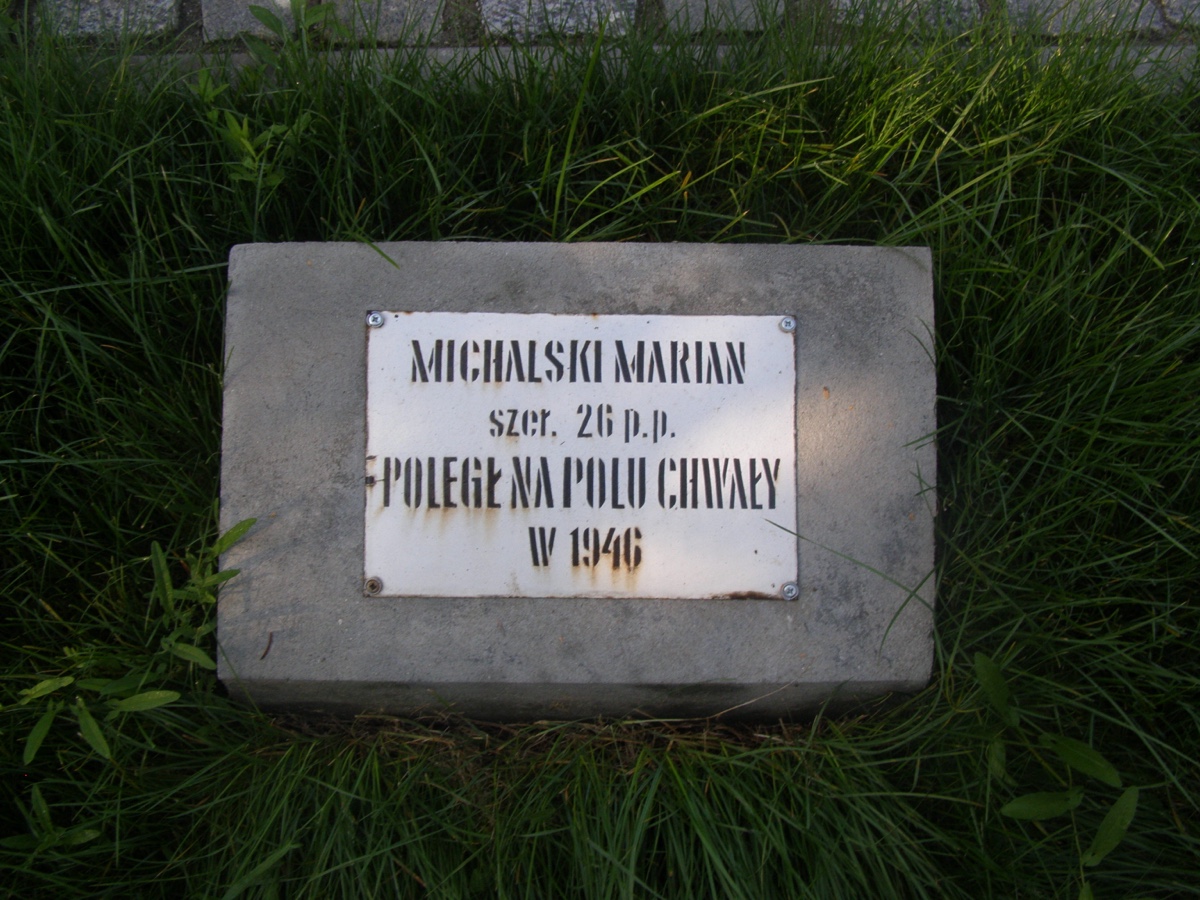 MICHALSKI MARIAN
szer. 26 p.p.
POLEGŁ NA POLU CHWAŁY
W 1946